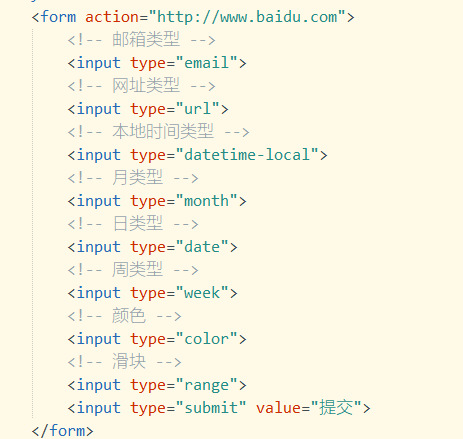 <form action="http://www.baidu.com">
<!-- 邮箱类型 -->
<input type="email">
<!-- 网址类型 -->
<input type="url">
<!-- 本地时间类型 -->
<input type="datetime-local">
<!-- 月类型 -->
<input type="month">
<!-- 日类型 -->
<input type="date">
<!-- 周类型 -->
<input type="week">
<!-- 颜色 -->
<input type="color">
<!-- 滑块 -->
<input type="range">
<input type="submit" value="提交">
</form>